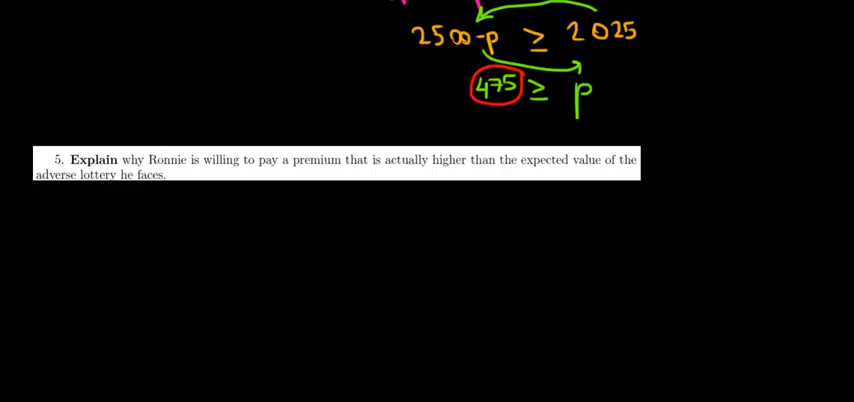 2500-p ≥ 2025
475 ≥ p
5. Explain why Ronnie is willing to pay a premium that is actually higher than the expected value of the
adverse lottery he faces.